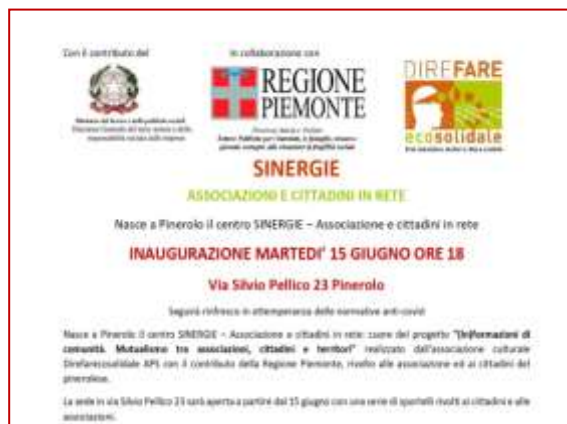 Con il contributo del
In collaborazione con
REGIONE
PIEMONTE
DIREFARE
ecosolidale
SINERGIE
ASSOCIAZIONI E CITTADINI IN RETE
Nasce a Pinerolo il centro SINERGIE – Associazione e cittadini in rete
INAUGURAZIONE MARTEDI' 15 GIUGNO ORE 18
Via Silvio Pellico 23 Pinerolo
Seguirà rinfresco in ottemperanza delle normative anti-covid
Nasce a Pinerolo il centro SINERGIE – Associazione e cittadini in rete: cuore del progetto "(In)formazioni di
comunità. Mutualismo tra associazioni, cittadini e territori" realizzato dall'associazione culturale
Direfarecosolidale APS con il contributo della Regione Piemonte, rivolto alle associazione ed ai cittadini del
pinerolese.
La sede in via Silvio Pellico 23 sarà aperta a partire dal 15 giugno con una serie di sportelli rivolti ai cittadini e alle
associazioni.